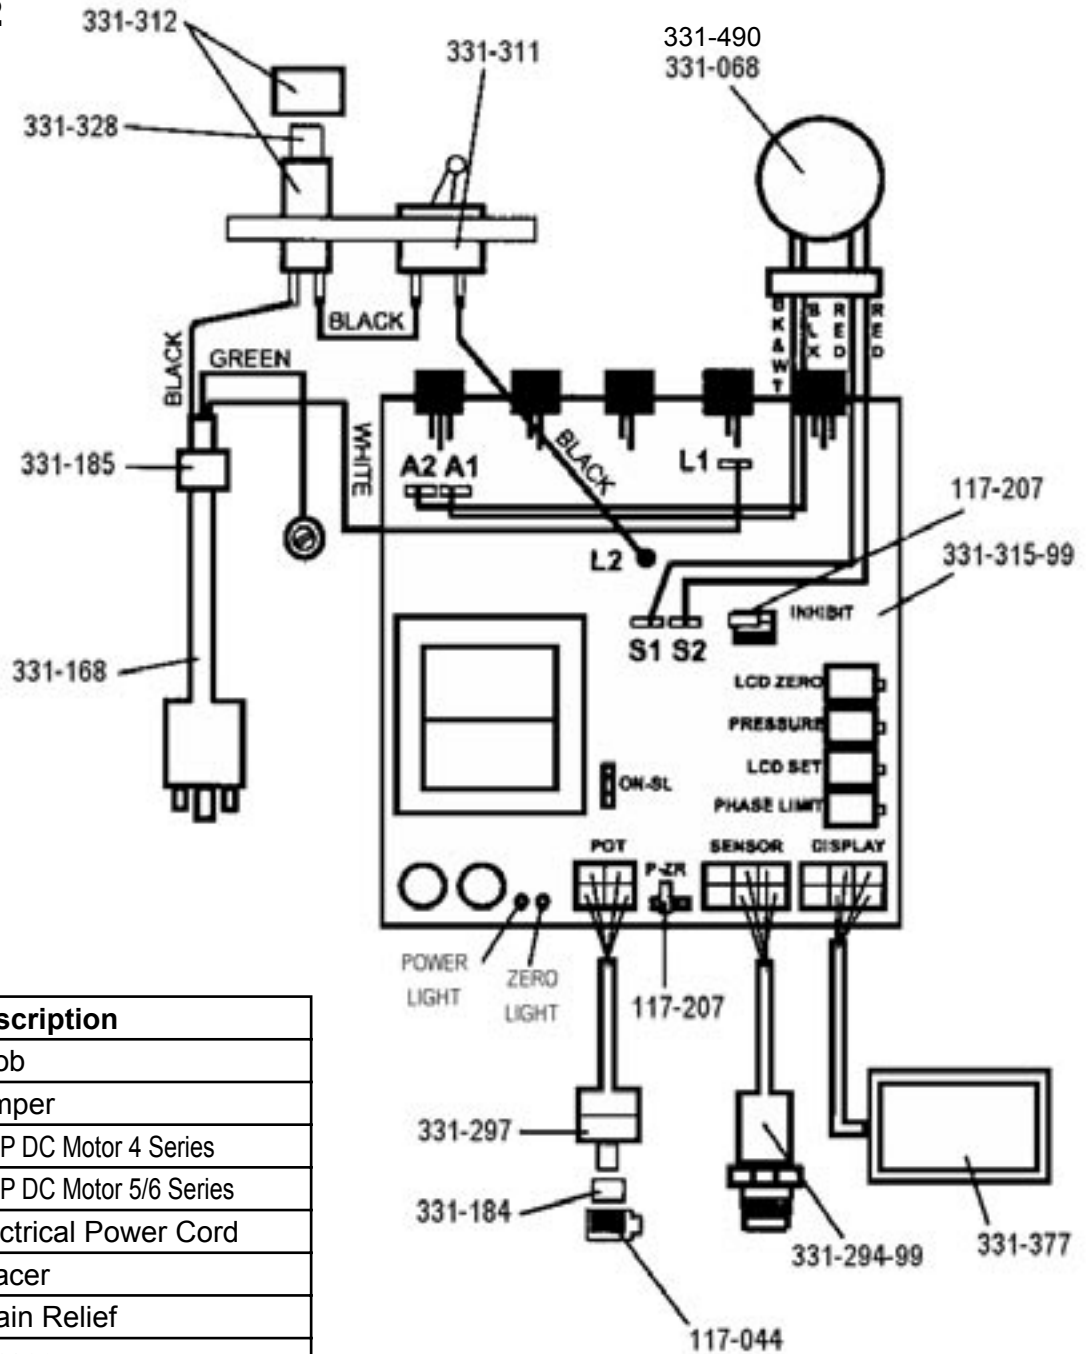 331-312
331-311
331-490
331-068
331-328
BLACK
BLACK
GREEN
WHITE
BLACK
BK&WT
BLX
RED
RED
331-185
A2 A1
L1
117-207
L2
331-315-99
INHIBIT
S1 S2
331-168
LCD ZERO
PRESSURE
LCD SET
ON-SL
PHASE LIMIT
POT
P-ZR
SENSOR
DISPLAY
POWER
LIGHT
ZERO
LIGHT
117-207
331-297
331-184
331-294-99
331-377
117-044
scription
ob
mper
P DC Motor 4 Series
P DC Motor 5/6 Series
ctrical Power Cord
acer
ain Relief